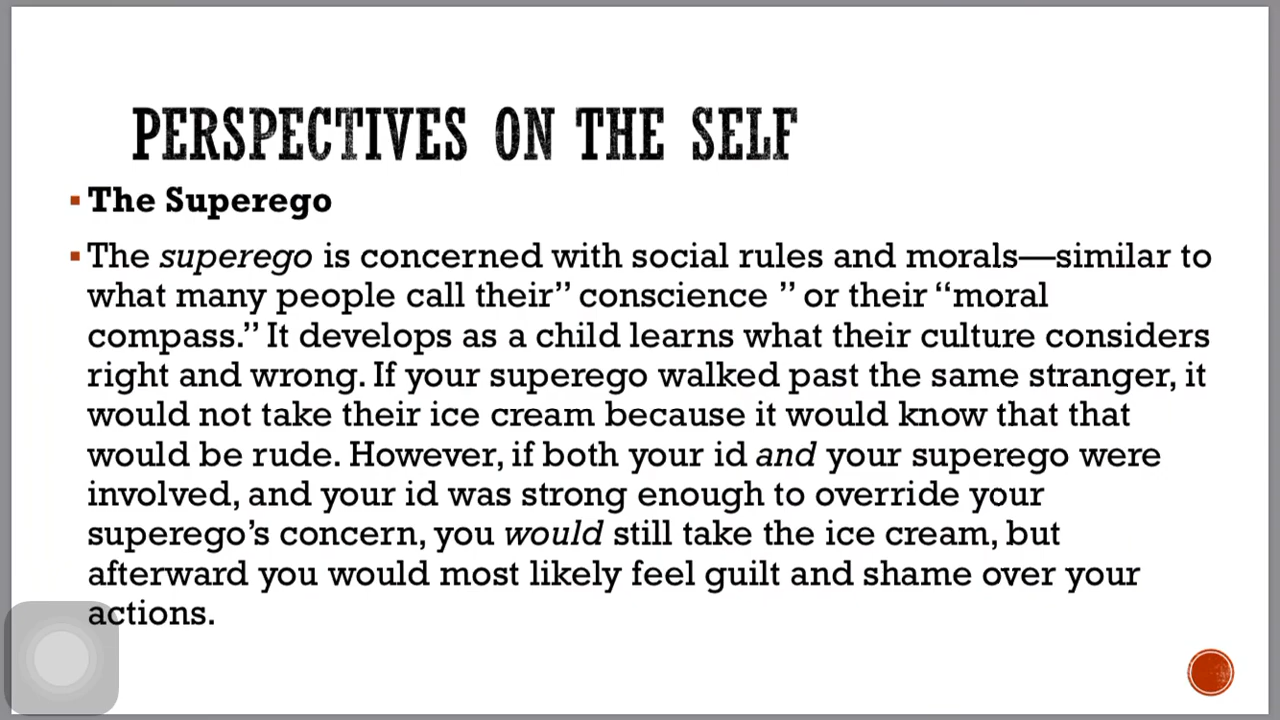 PERSPECTIVES ON THE SELF
▪ The Superego
▪ The superego is concerned with social rules and morals—similar to
what many people call their” conscience ” or their “moral
compass.” It develops as a child learns what their culture considers
right and wrong. If your superego walked past the same stranger, it
would not take their ice cream because it would know that that
would be rude. However, if both your id and your superego were
involved, and your id was strong enough to override your
superego’s concern, you would still take the ice cream, but
afterward you would most likely feel guilt and shame over your
actions.